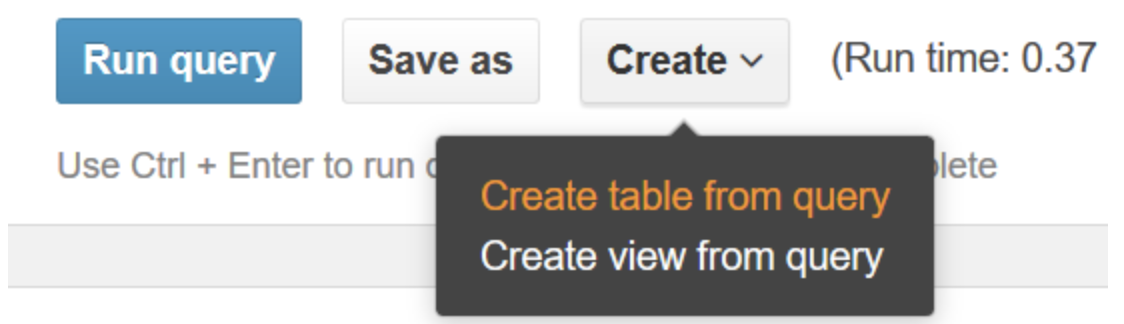 Run query Save as Create (Run time: 0.37
Use Ctrl + Enter to run
Create table from query
Create view from query